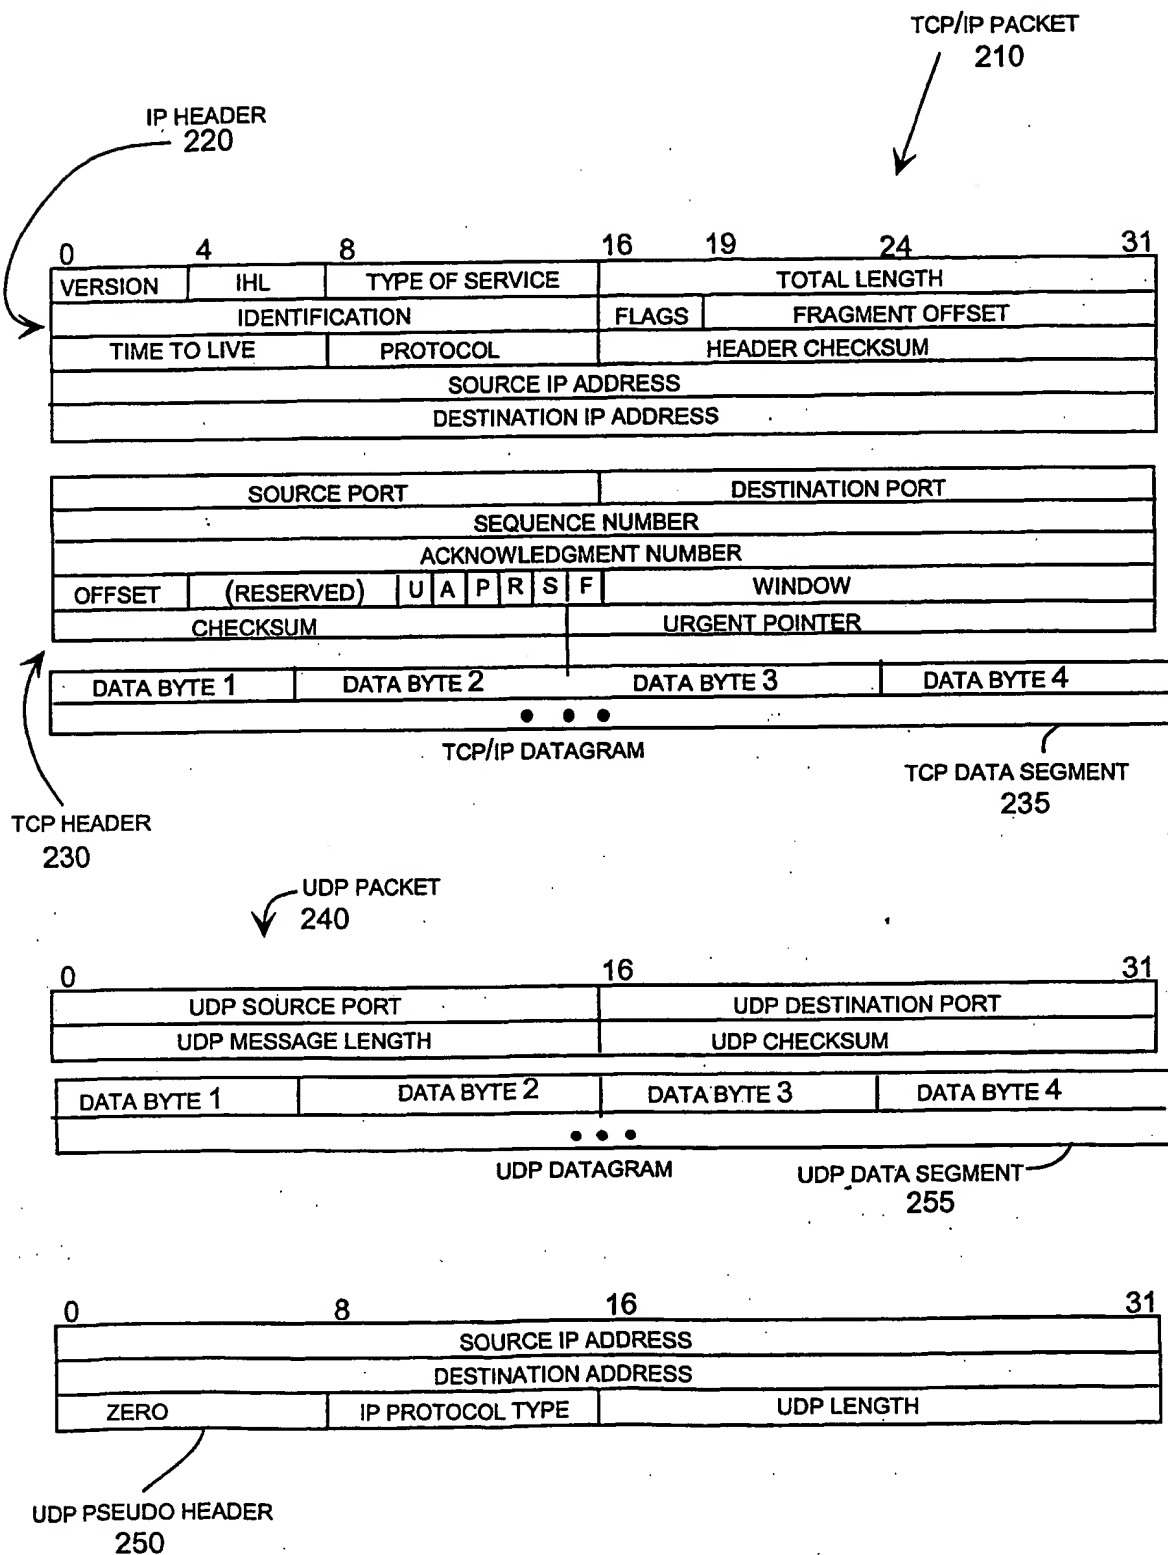 TCP/IP PACKET
210
IP HEADER
220
0 4 8 16 19 24 31
VERSION IHL TYPE OF SERVICE TOTAL LENGTH
IDENTIFICATION FLAGS FRAGMENT OFFSET
TIME TO LIVE PROTOCOL HEADER CHECKSUM
SOURCE IP ADDRESS
DESTINATION IP ADDRESS
SOURCE PORT DESTINATION PORT
SEQUENCE NUMBER
ACKNOWLEDGMENT NUMBER
OFFSET (RESERVED) U A P R S F WINDOW
CHECKSUM URGENT POINTER
DATA BYTE 1 DATA BYTE 2 DATA BYTE 3 DATA BYTE 4
• • •
TCP/IP DATAGRAM
TCP DATA SEGMENT
235
TCP HEADER
230
UDP PACKET
240
0 16 31
UDP SOURCE PORT UDP DESTINATION PORT
UDP MESSAGE LENGTH UDP CHECKSUM
DATA BYTE 1 DATA BYTE 2 DATA BYTE 3 DATA BYTE 4
• • •
UDP DATAGRAM
UDP DATA SEGMENT
255
0 8 16 31
SOURCE IP ADDRESS
DESTINATION ADDRESS
ZERO IP PROTOCOL TYPE UDP LENGTH
UDP PSEUDO HEADER
250